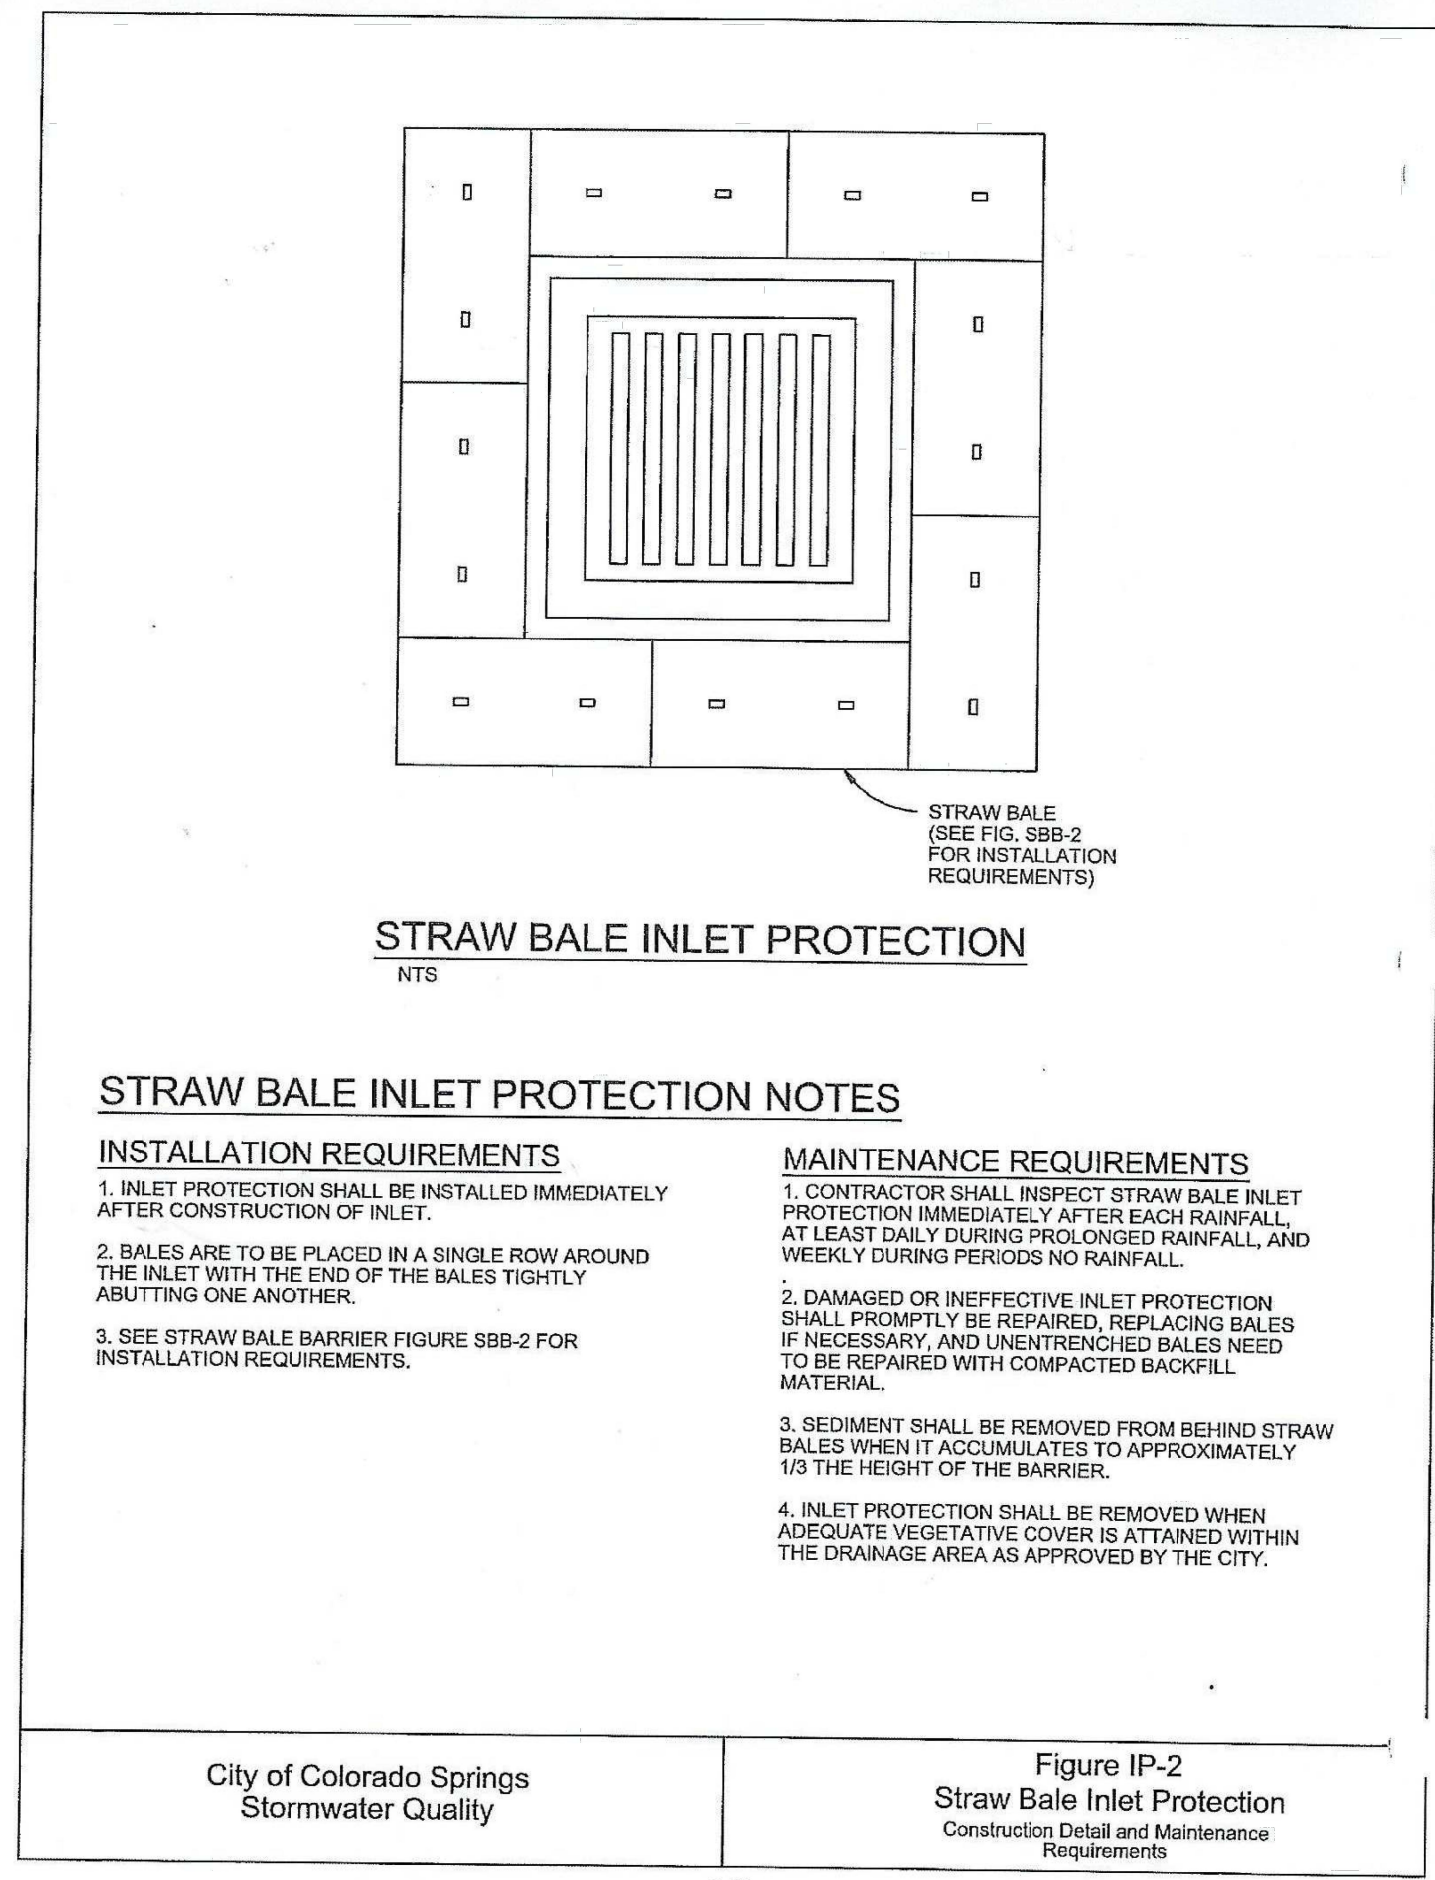 STRAW BALE
(SEE FIG. SBB-2
FOR INSTALLATION
REQUIREMENTS)
STRAW BALE INLET PROTECTION
NTS
STRAW BALE INLET PROTECTION NOTES
INSTALLATION REQUIREMENTS
1. INLET PROTECTION SHALL BE INSTALLED IMMEDIATELY
AFTER CONSTRUCTION OF INLET.
2. BALES ARE TO BE PLACED IN A SINGLE ROW AROUND
THE INLET WITH THE END OF THE BALES TIGHTLY
ABUTTING ONE ANOTHER.
3. SEE STRAW BALE BARRIER FIGURE SBB-2 FOR
INSTALLATION REQUIREMENTS.
MAINTENANCE REQUIREMENTS
1. CONTRACTOR SHALL INSPECT STRAW BALE INLET
PROTECTION IMMEDIATELY AFTER EACH RAINFALL,
AT LEAST DAILY DURING PROLONGED RAINFALL, AND
WEEKLY DURING PERIODS NO RAINFALL.
2. DAMAGED OR INEFFECTIVE INLET PROTECTION
SHALL PROMPTLY BE REPAIRED, REPLACING BALES
IF NECESSARY, AND UNENTRENCHED BALES NEED
TO BE REPAIRED WITH COMPACTED BACKFILL
MATERIAL.
3. SEDIMENT SHALL BE REMOVED FROM BEHIND STRAW
BALES WHEN IT ACCUMULATES TO APPROXIMATELY
1/3 THE HEIGHT OF THE BARRIER.
4. INLET PROTECTION SHALL BE REMOVED WHEN
ADEQUATE VEGETATIVE COVER IS ATTAINED WITHIN
THE DRAINAGE AREA AS APPROVED BY THE CITY.
City of Colorado Springs
Stormwater Quality
Figure IP-2
Straw Bale Inlet Protection
Construction Detail and Maintenance
Requirements